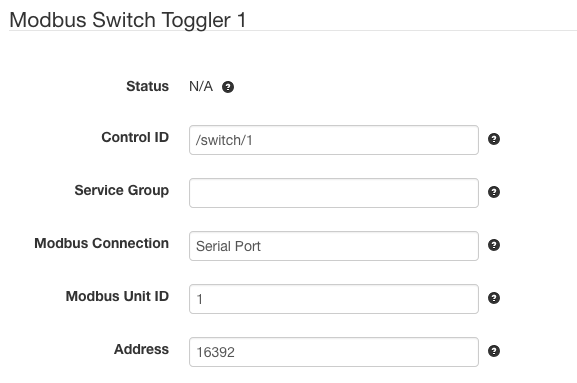 Modbus Switch Toggler 1
Status N/A ?
Control ID /switch/1 ?
Service Group ?
Modbus Connection Serial Port ?
Modbus Unit ID 1 ?
Address 16392 ?